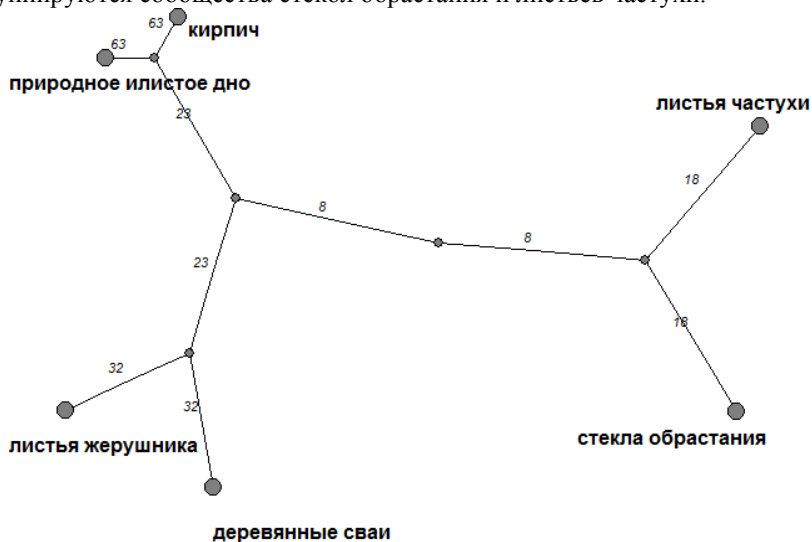 сообщества стекол обрастания и листьев частухи.
63
кирпич
63
природное илистое дно
листья частухи
23
18
8
8
23
18
32
32
листья жерушника
стекла обрастания
деревянные сваи